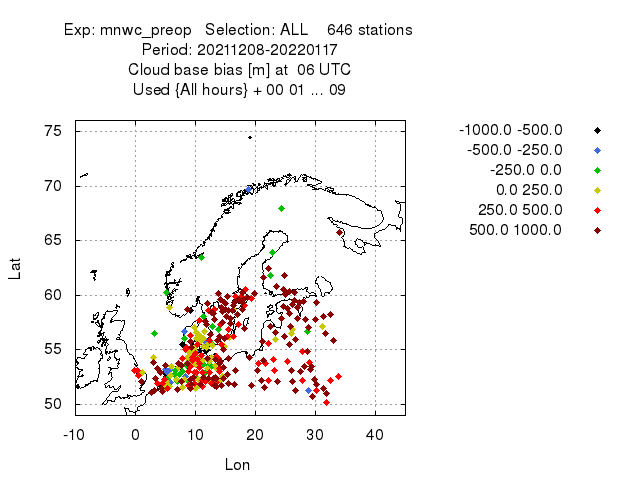 Exp: mnwc_preop Selection: ALL 646 stations
Period: 20211208-20220117
Cloud base bias [m] at 06 UTC
Used {All hours} + 00 01 ... 09
-1000.0 -500.0
-500.0 -250.0
-250.0 0.0
0.0 250.0
250.0 500.0
500.0 1000.0
75
70
65
60
55
50
Lat
-10 0 10 20 30 40
Lon